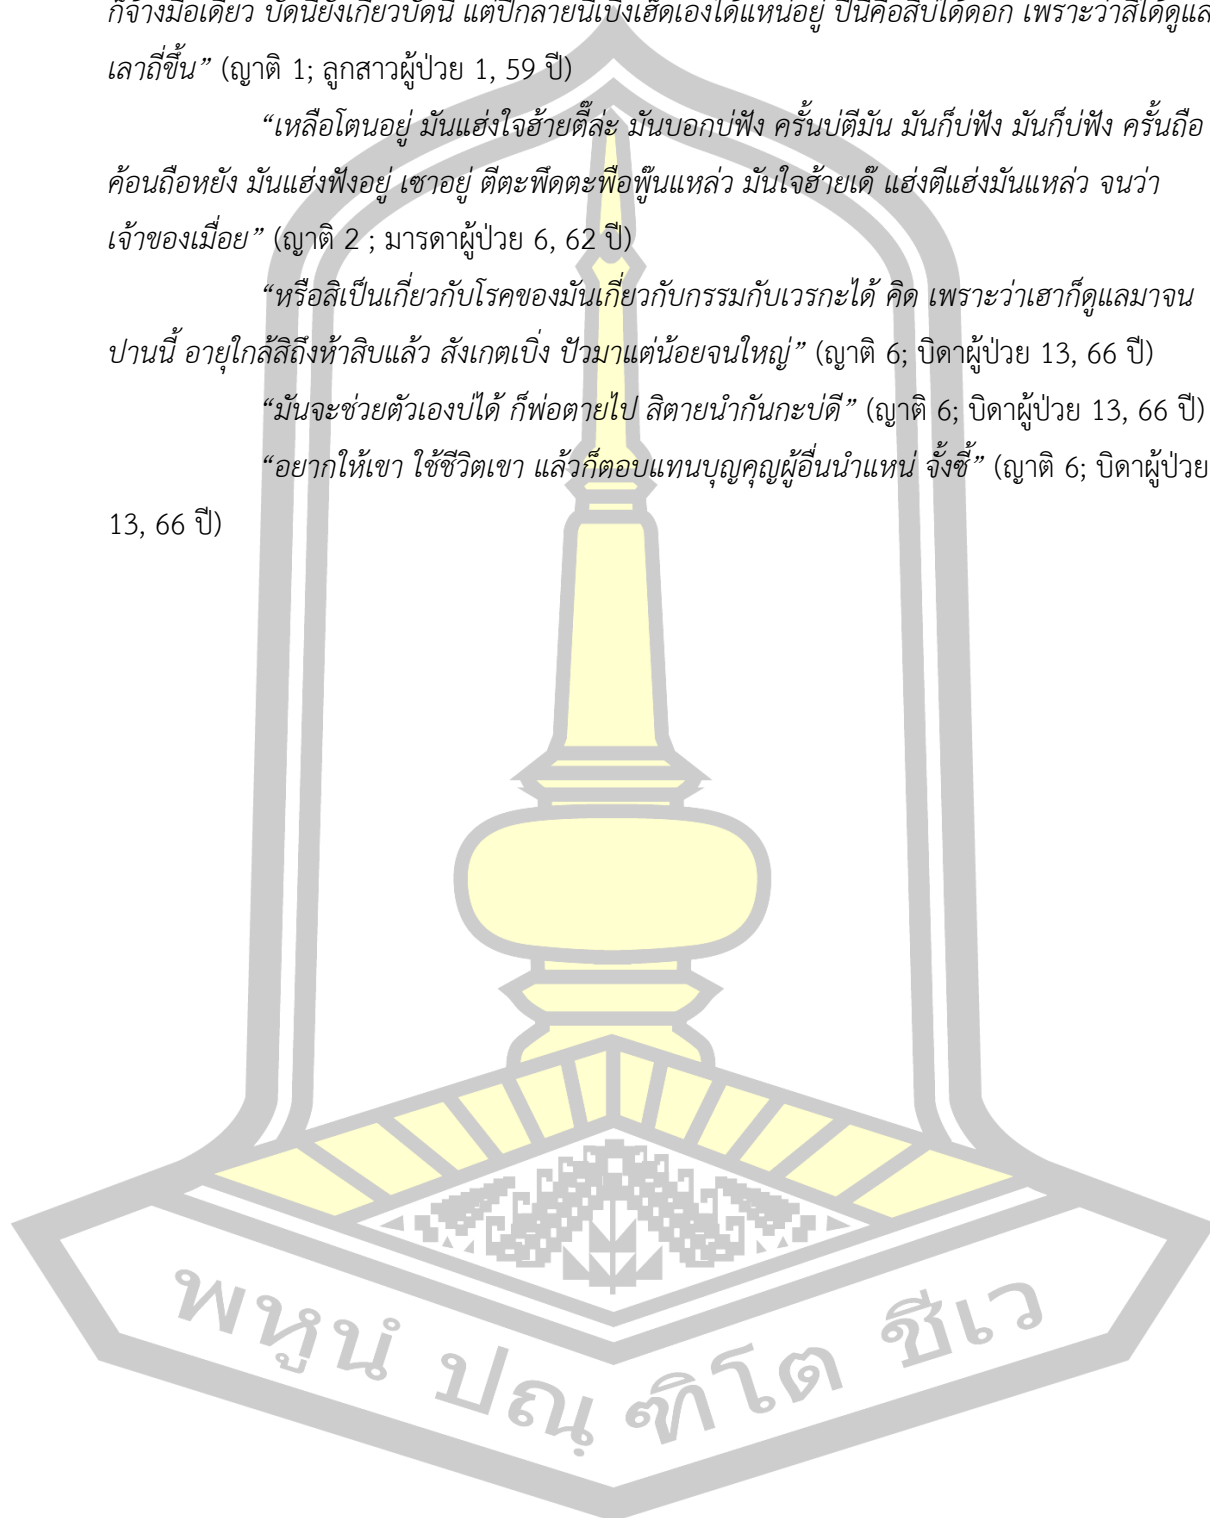 ก็จ้างมือเดียว บัดนี้ยังเกี่ยวบัดนี้ แต่ปีกลายนี้เบิ่งเฮ็ดเองได้แหน่อยู่ ปีนี้คือสิบ่ได้ดอก เพราะว่าสิได้ดูแล
เลาถี่ขึ้น” (ญาติ 1; ลูกสาวผู้ป่วย 1, 59 ปี)
“เหลือโตนอยู่ มันแฮ่งใจฮ้ายตี๊ล่ะ มันบอกบ่ฟัง ครั้นบ่ตีมัน มันก็บ่ฟัง มันก็บ่ฟัง ครั้นถือ
ค้อนถือหยัง มันแฮ่งฟังอยู่ เซาอยู่ ตีตะพึดตะพือพู๊นแหล่ว มันใจฮ้ายเด๊ แฮ่งตีแฮ่งมันแหล่ว จนว่า
เจ้าของเมื่อย” (ญาติ 2 ; มารดาผู้ป่วย 6, 62 ปี)
“หรือสิเป็นเกี่ยวกับโรคของมันเกี่ยวกับกรรมกับเวรกะได้ คิด เพราะว่าเฮาก็ดูแลมาจน
ปานนี้ อายุใกล้สิถึงห้าสิบแล้ว สังเกตเบิ่ง ปัวมาแต่น้อยจนใหญ่” (ญาติ 6; บิดาผู้ป่วย 13, 66 ปี)
“มันจะช่วยตัวเองบ่ได้ ก็พ่อตายไป สิตายนำกันกะบ่ดี” (ญาติ 6; บิดาผู้ป่วย 13, 66 ปี)
“อยากให้เขา ใช้ชีวิตเขา แล้วก็ตอบแทนบุญคุญผู้อื่นนำแหน่ จั้งซี้” (ญาติ 6; บิดาผู้ป่วย
13, 66 ปี)
พหูนํ ปณฺฑิโต ชีเว